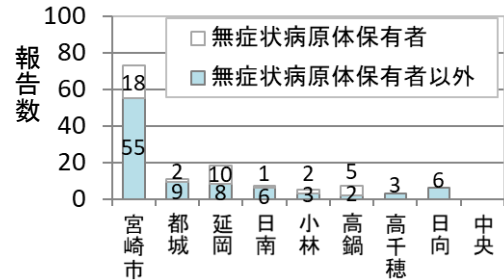 報告数
100
80
60
40
20
0
無症状病原体保有者
無症状病原体保有者以外
18
55
2
9
10
8
1
6
2
3
5
2
3
6
宮崎市
都城
延岡
日南
小林
高鍋
高千穂
日向
中央